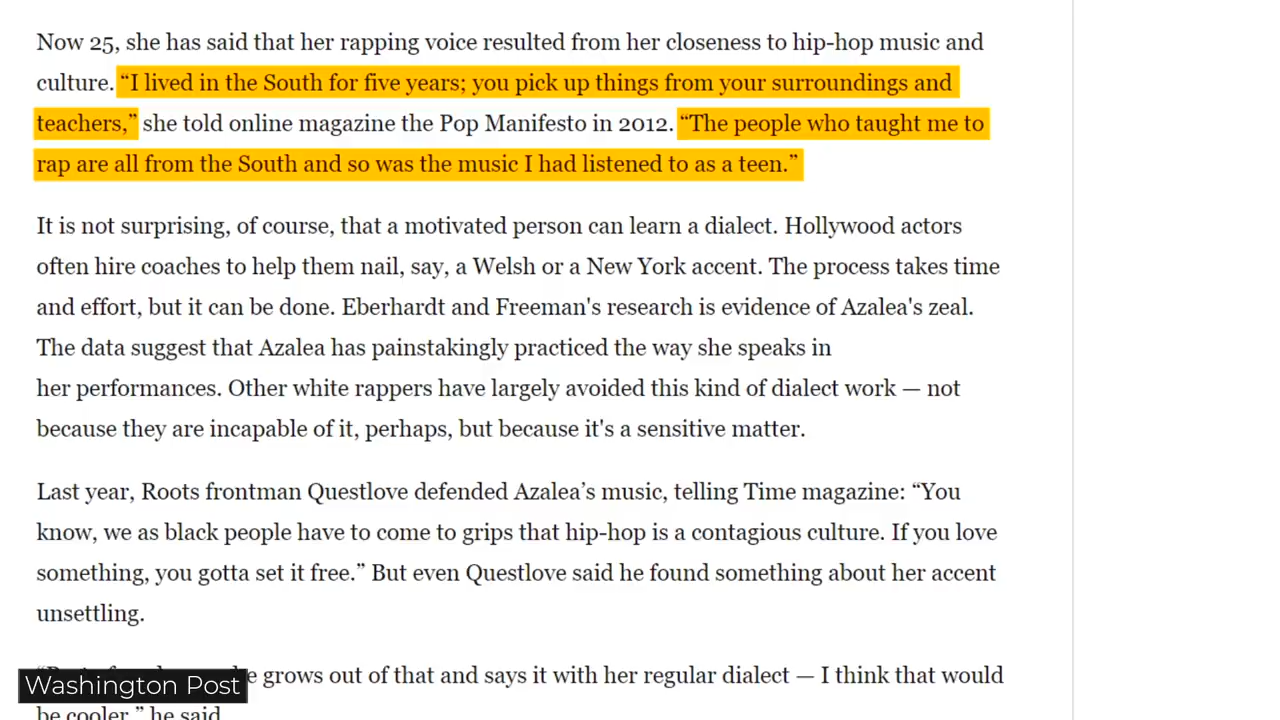 Now 25, she has said that her rapping voice resulted from her closeness to hip-hop music and
culture. “I lived in the South for five years; you pick up things from your surroundings and
teachers,” she told online magazine the Pop Manifesto in 2012. “The people who taught me to
rap are all from the South and so was the music I had listened to as a teen.”
It is not surprising, of course, that a motivated person can learn a dialect. Hollywood actors
often hire coaches to help them nail, say, a Welsh or a New York accent. The process takes time
and effort, but it can be done. Eberhardt and Freeman's research is evidence of Azalea's zeal.
The data suggest that Azalea has painstakingly practiced the way she speaks in
her performances. Other white rappers have largely avoided this kind of dialect work — not
because they are incapable of it, perhaps, but because it's a sensitive matter.
Last year, Roots frontman Questlove defended Azalea’s music, telling Time magazine: “You
know, we as black people have to come to grips that hip-hop is a contagious culture. If you love
something, you gotta set it free.” But even Questlove said he found something about her accent
unsettling.
grows out of that and says it with her regular dialect — I think that would
Washington Post
be cooler,” he said.